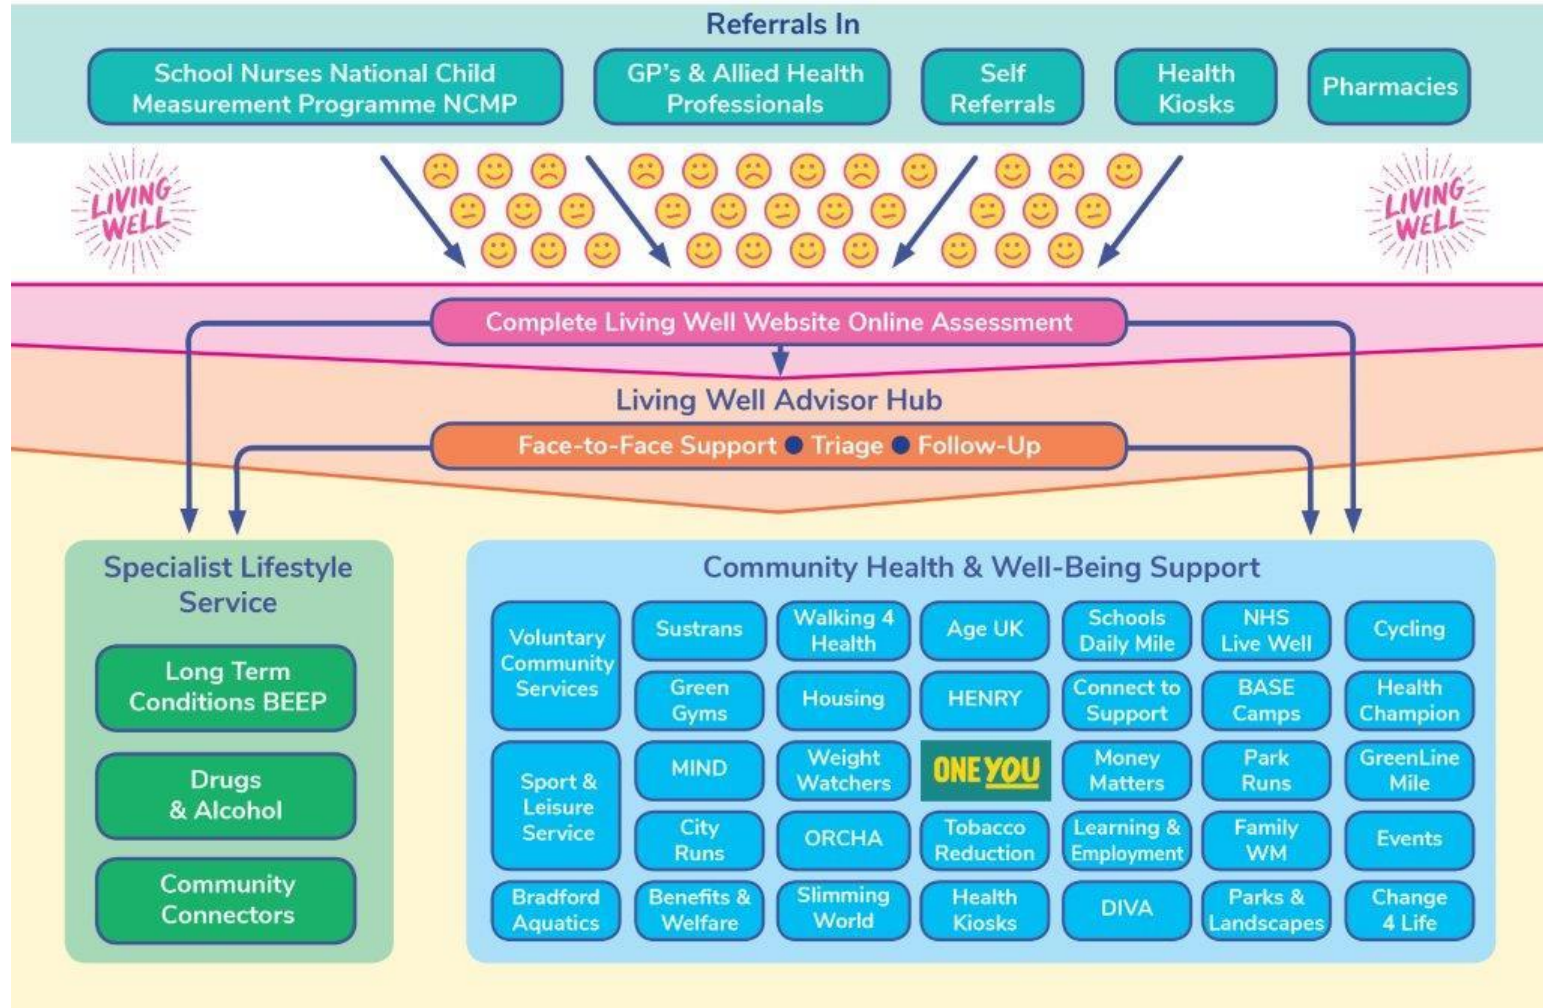 Referrals In
School Nurses National Child
Measurement Programme NCMP
GP's & Allied Health
Professionals
Self
Referrals
Health
Kiosks
Pharmacies
LIVING
WELL
LIVING
WELL
Complete Living Well Website Online Assessment
Living Well Advisor Hub
Face-to-Face Support ● Triage ● Follow-Up
Specialist Lifestyle
Service
Long Term
Conditions BEEP
Drugs
& Alcohol
Community
Connectors
Community Health & Well-Being Support
Voluntary
Community
Services
Sustrans
Walking 4
Health
Age UK
Schools
Daily Mile
NHS
Live Well
Cycling
Green
Gyms
Housing
HENRY
Connect to
Support
BASE
Camps
Health
Champion
Sport &
Leisure
Service
MIND
Weight
Watchers
ONE YOU
Money
Matters
Park
Runs
GreenLine
Mile
City
Runs
ORCHA
Tobacco
Reduction
Learning &
Employment
Family
WM
Events
Bradford
Aquatics
Benefits &
Welfare
Slimming
World
Health
Kiosks
DIVA
Parks &
Landscapes
Change
4 Life